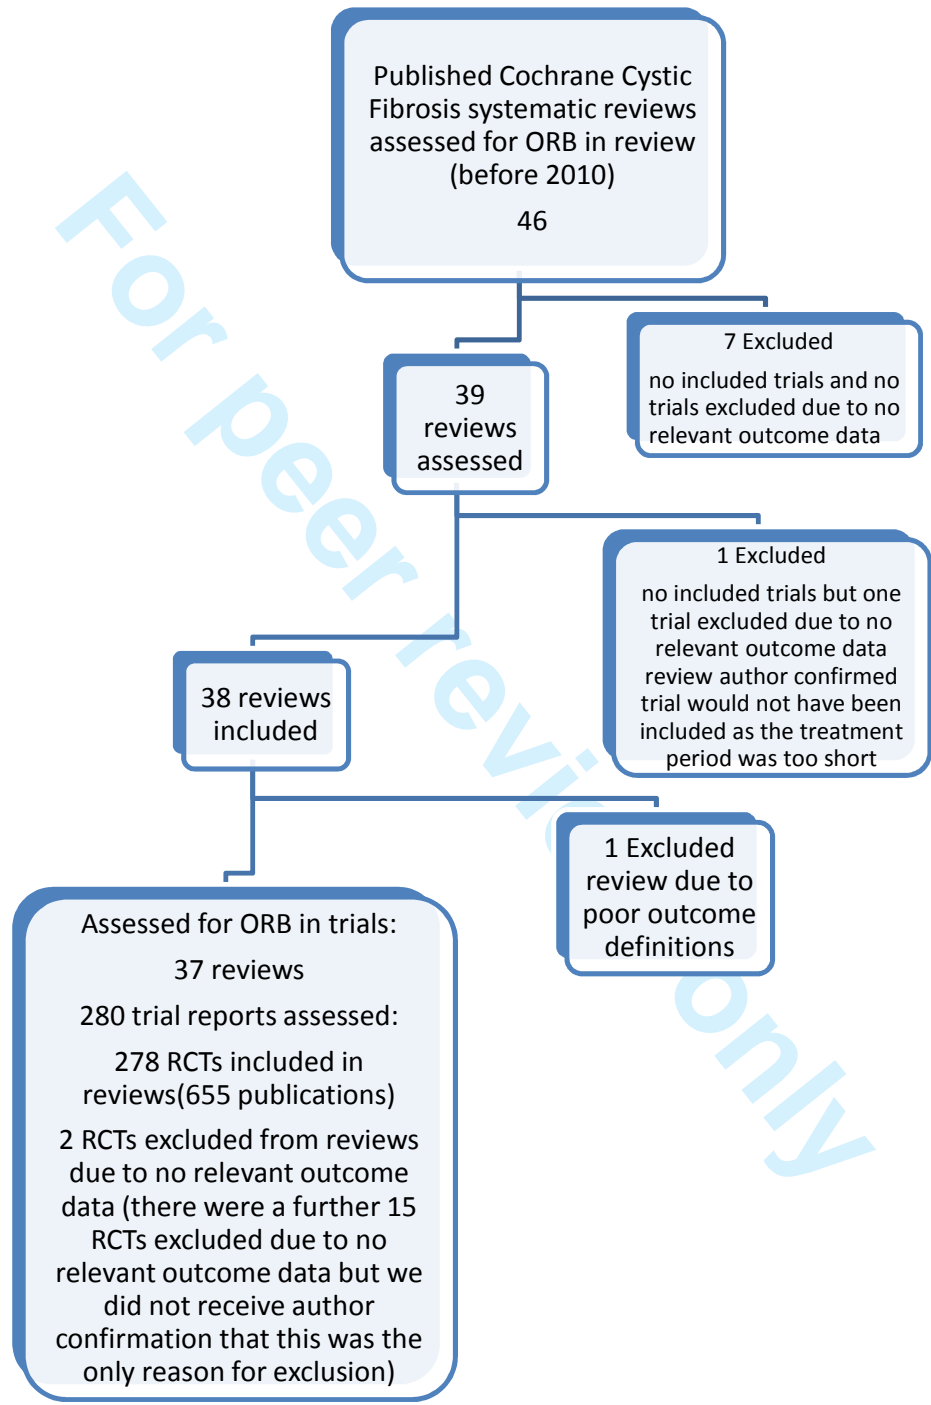 Published Cochrane Cystic
Fibrosis systematic reviews
assessed for ORB in review
(before 2010)
46
7 Excluded
no included trials and no
trials excluded due to no
relevant outcome data
39
reviews
assessed
1 Excluded
no included trials but one
trial excluded due to no
relevant outcome data
review author confirmed
trial would not have been
included as the treatment
period was too short
38 reviews
included
1 Excluded
review due to
poor outcome
definitions
Assessed for ORB in trials:
37 reviews
280 trial reports assessed:
278 RCTs included in
reviews(655 publications)
2 RCTs excluded from reviews
due to no relevant outcome
data (there were a further 15
RCTs excluded due to no
relevant outcome data but we
did not receive author
confirmation that this was the
only reason for exclusion)
For peer review only